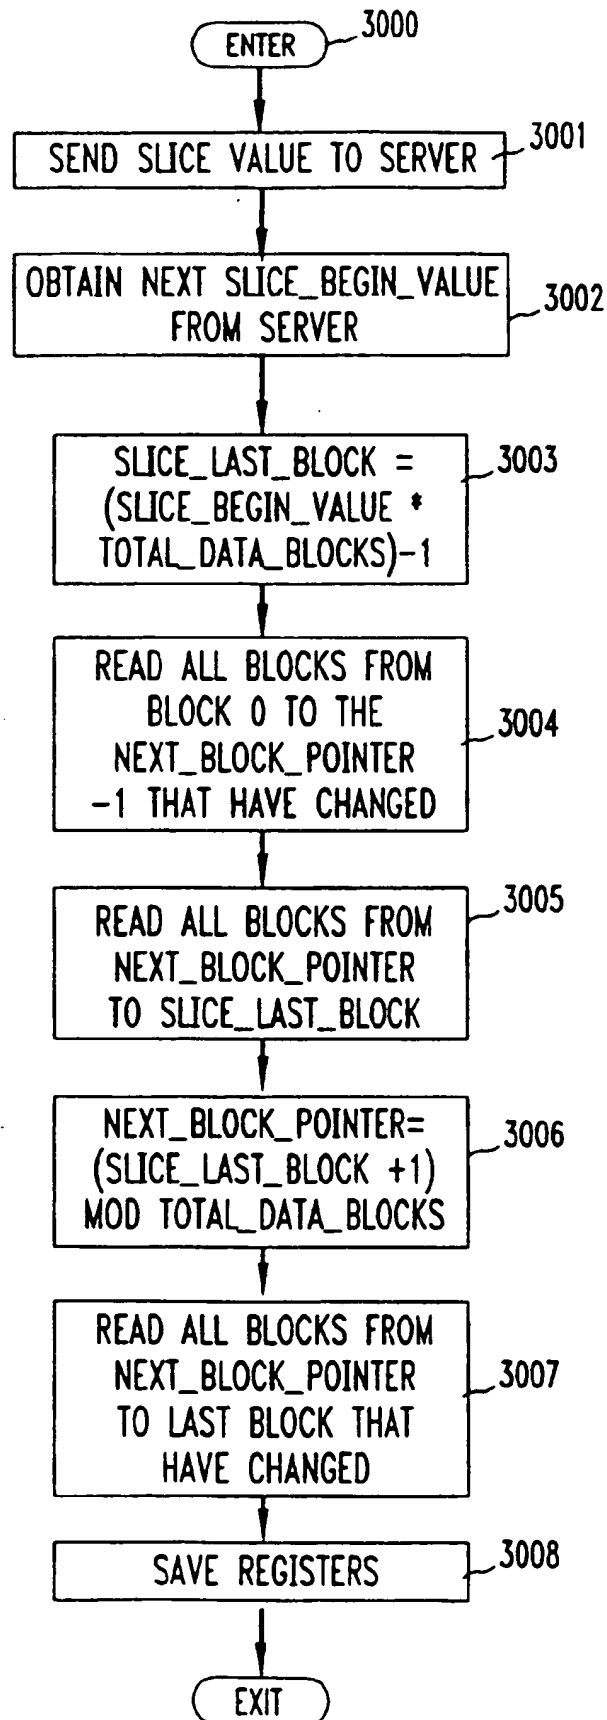 ENTER
3000
SEND SLICE VALUE TO SERVER
3001
OBTAIN NEXT SLICE_BEGIN_VALUE
FROM SERVER
3002
SLICE_LAST_BLOCK =
(SLICE_BEGIN_VALUE *
TOTAL_DATA_BLOCKS)-1
3003
READ ALL BLOCKS FROM
BLOCK 0 TO THE
NEXT_BLOCK_POINTER
-1 THAT HAVE CHANGED
3004
READ ALL BLOCKS FROM
NEXT_BLOCK_POINTER
TO SLICE_LAST_BLOCK
3005
NEXT_BLOCK_POINTER=
(SLICE_LAST_BLOCK +1)
MOD TOTAL_DATA_BLOCKS
3006
READ ALL BLOCKS FROM
NEXT_BLOCK_POINTER
TO LAST BLOCK THAT
HAVE CHANGED
3007
SAVE REGISTERS
3008
EXIT